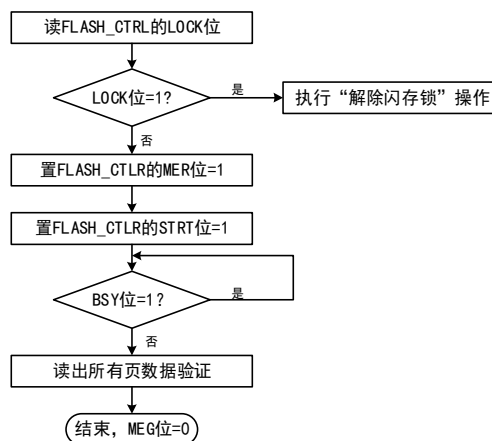 读FLASH_CTRL的LOCK位
LOCK位=1?
是
执行“解除闪存锁”操作
否
置FLASH_CTLR的MER位=1
置FLASH_CTLR的STRT位=1
BSY位=1?
是
否
读出所有页数据验证
结束, MEG位=0